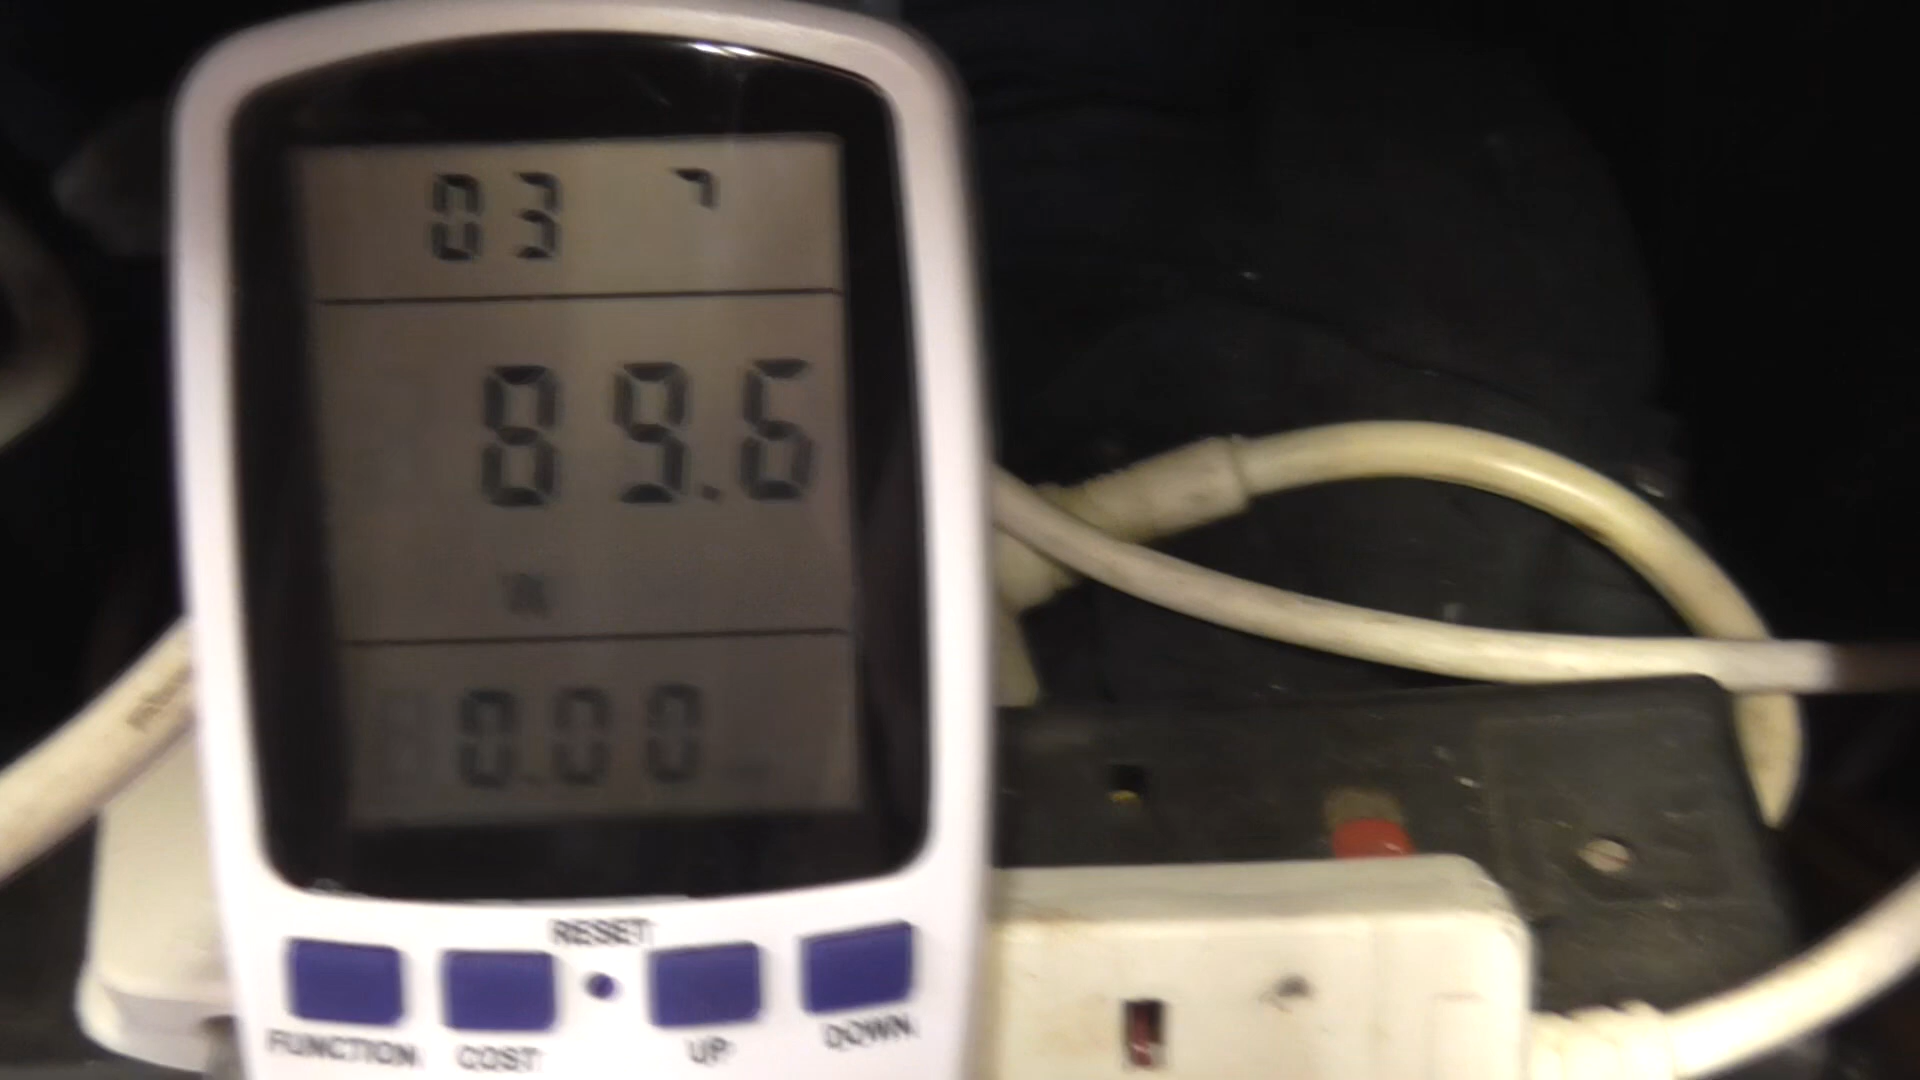 03
89.6
W
0.00
RESET
FUNCTION COST UP DOWN